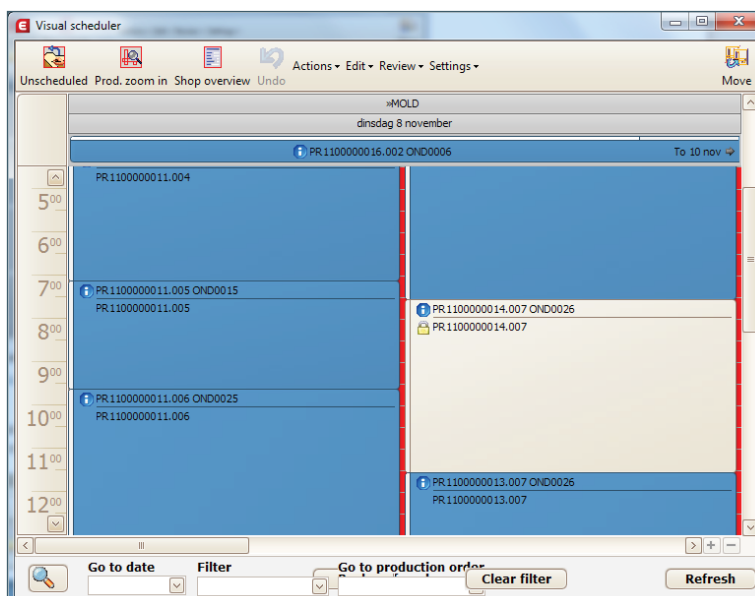 Visual scheduler
Unscheduled Prod. zoom in Shop overview Undo Actions Edit Review Settings Move
»MOLD
dinsdag 8 november
PR1100000016.002 OND0006 To 10 nov
PR1100000011.004
5 00
6 00
7 00
PR1100000011.005 OND0015
PR1100000011.005
PR1100000014.007 OND0026
PR1100000014.007
8 00
9 00
PR1100000011.006 OND0025
PR1100000011.006
10 00
11 00
PR1100000013.007 OND0026
PR1100000013.007
12 00
Go to date Filter Go to production order
Clear filter Refresh